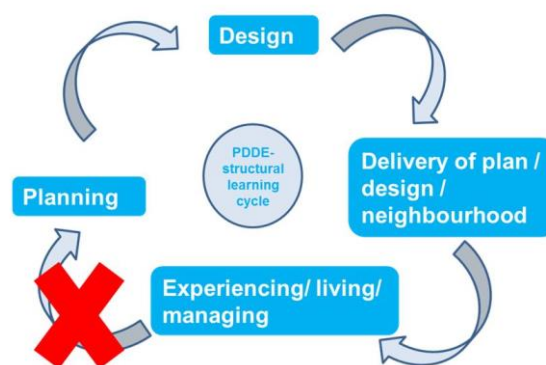 Design
PDDE-
structural
learning
cycle
Delivery of plan /
design /
neighbourhood
Planning
Experiencing/ living/
managing